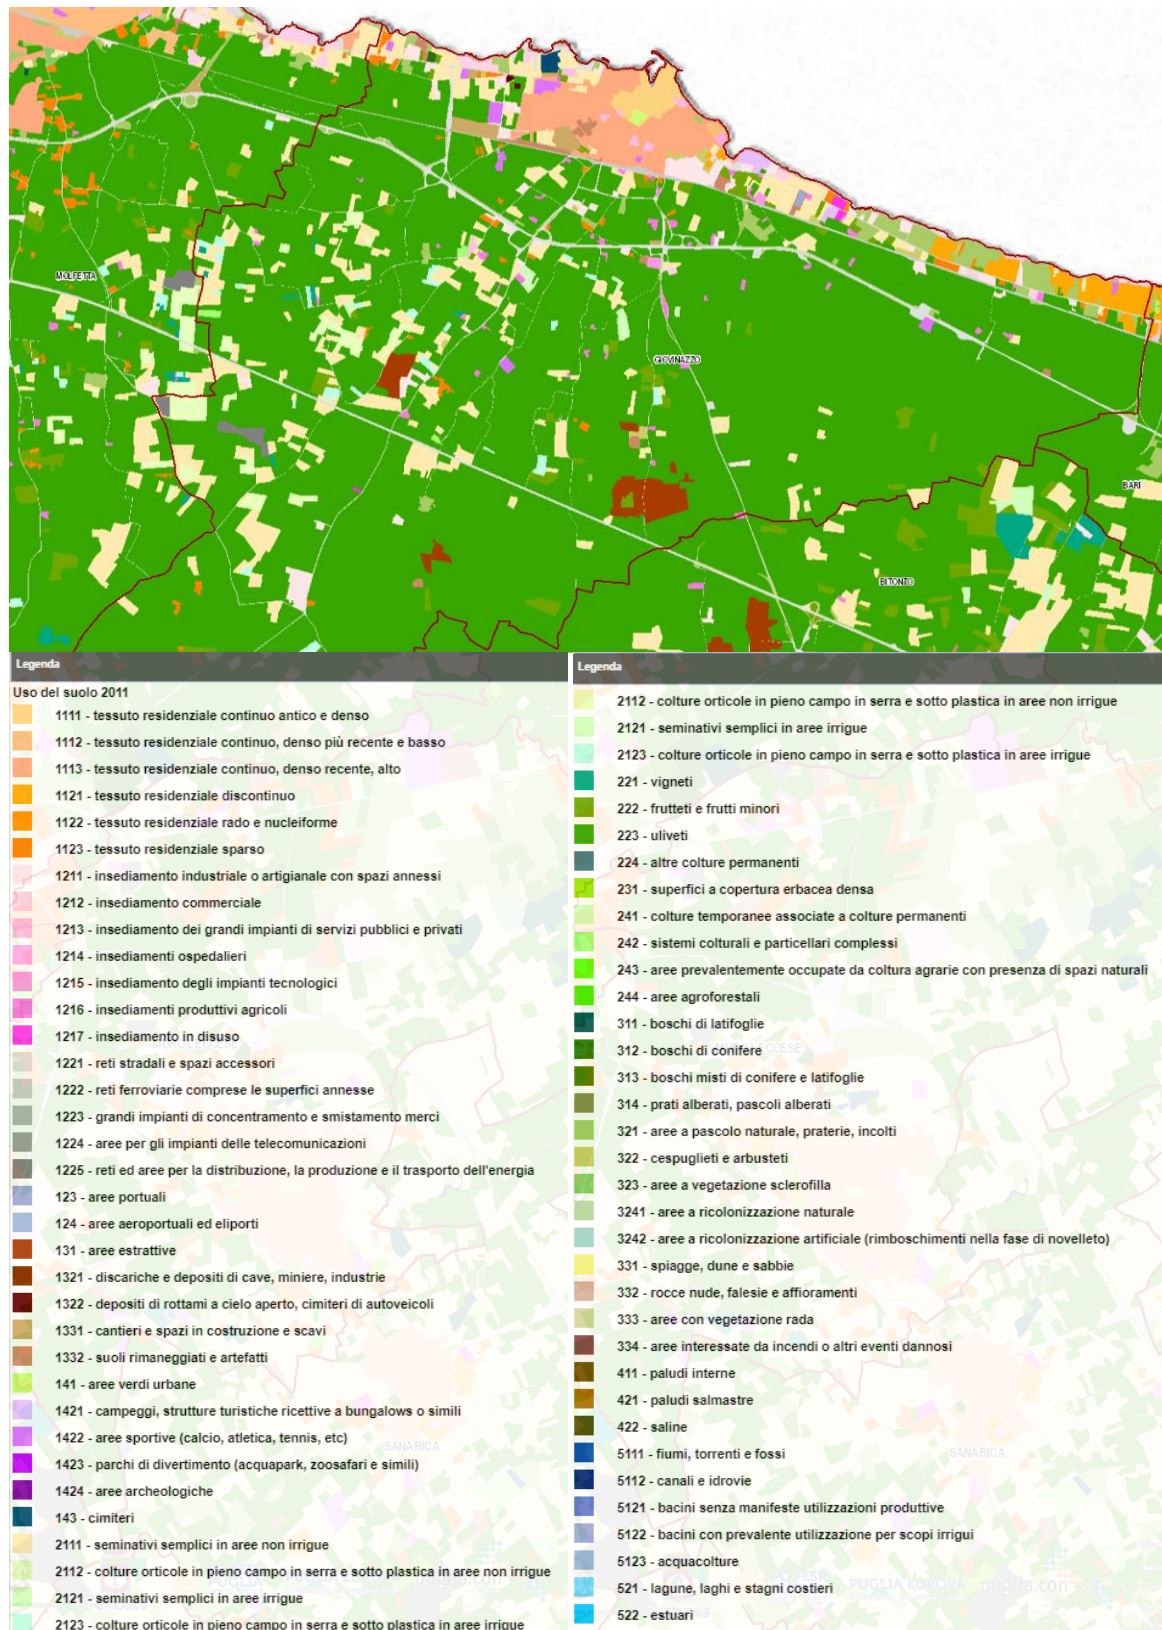 MOLFETTA
GIOVINAZZO
BARI
BITONTO
Legenda
Uso del suolo 2011
1111 - tessuto residenziale continuo antico e denso
1112 - tessuto residenziale continuo, denso più recente e basso
1113 - tessuto residenziale continuo, denso recente, alto
1121 - tessuto residenziale discontinuo
1122 - tessuto residenziale rado e nucleiforme
1123 - tessuto residenziale sparso
1211 - insediamento industriale o artigianale con spazi annessi
1212 - insediamento commerciale
1213 - insediamento dei grandi impianti di servizi pubblici e privati
1214 - insediamenti ospedalieri
1215 - insediamento degli impianti tecnologici
1216 - insediamenti produttivi agricoli
1217 - insediamento in disuso
1221 - reti stradali e spazi accessori
1222 - reti ferroviarie comprese le superfici annesse
1223 - grandi impianti di concentramento e smistamento merci
1224 - aree per gli impianti delle telecomunicazioni
1225 - reti ed aree per la distribuzione, la produzione e il trasporto dell'energia
123 - aree portuali
124 - aree aeroportuali ed eliporti
131 - aree estrattive
1321 - discariche e depositi di cave, miniere, industrie
1322 - depositi di rottami a cielo aperto, cimiteri di autoveicoli
1331 - cantieri e spazi in costruzione e scavi
1332 - suoli rimaneggiati e artefatti
141 - aree verdi urbane
1421 - campeggi, strutture turistiche ricettive a bungalows o simili
1422 - aree sportive (calcio, atletica, tennis, etc)
1423 - parchi di divertimento (acquapark, zoosafari e simili)
1424 - aree archeologiche
143 - cimiteri
2111 - seminativi semplici in aree non irrigue
2112 - colture orticole in pieno campo in serra e sotto plastica in aree non irrigue
2121 - seminativi semplici in aree irrigue
2123 - colture orticole in pieno campo in serra e sotto plastica in aree irrigue
SANARICA
PUGLIA
Legenda
2112 - colture orticole in pieno campo in serra e sotto plastica in aree non irrigue
2121 - seminativi semplici in aree irrigue
2123 - colture orticole in pieno campo in serra e sotto plastica in aree irrigue
221 - vigneti
222 - frutteti e frutti minori
223 - uliveti
224 - altre colture permanenti
231 - superfici a copertura erbacea densa
241 - colture temporanee associate a colture permanenti
242 - sistemi colturali e particellari complessi
243 - aree prevalentemente occupate da coltura agrarie con presenza di spazi naturali
244 - aree agroforestali
311 - boschi di latifoglie
312 - boschi di conifere
313 - boschi misti di conifere e latifoglie
314 - prati alberati, pascoli alberati
321 - aree a pascolo naturale, praterie, incolti
322 - cespuglieti e arbusteti
323 - aree a vegetazione sclerofilla
3241 - aree a ricolonizzazione naturale
3242 - aree a ricolonizzazione artificiale (rimboschimenti nella fase di novelleto)
331 - spiagge, dune e sabbie
332 - rocce nude, falesie e affioramenti
333 - aree con vegetazione rada
334 - aree interessate da incendi o altri eventi dannosi
411 - paludi interne
421 - paludi salmastre
422 - saline
5111 - fiumi, torrenti e fossi
5112 - canali e idrovie
5121 - bacini senza manifeste utilizzazioni produttive
5122 - bacini con prevalente utilizzazione per scopi irrigui
5123 - acquacolture
521 - lagune, laghi e stagni costieri
522 - estuari
SANARICA
PUGLIA EUROPA
puglia.con